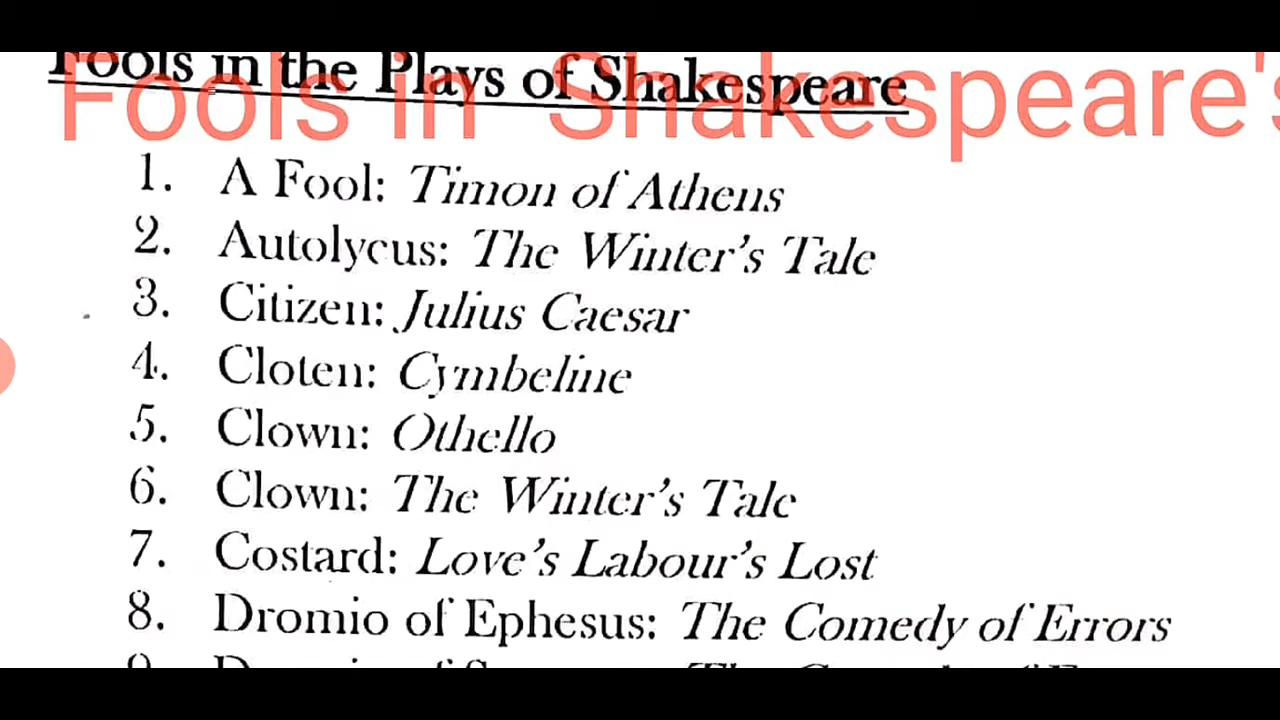 Fools in the Plays of Shakespeare
Fools in Shakespeare's
1. A Fool: Timon of Athens
2. Autolycus: The Winter's Tale
3. Citizen: Julius Caesar
4. Cloten: Cymbeline
5. Clown: Othello
6. Clown: The Winter's Tale
7. Costard: Love's Labour's Lost
8. Dromio of Ephesus: The Comedy of Errors